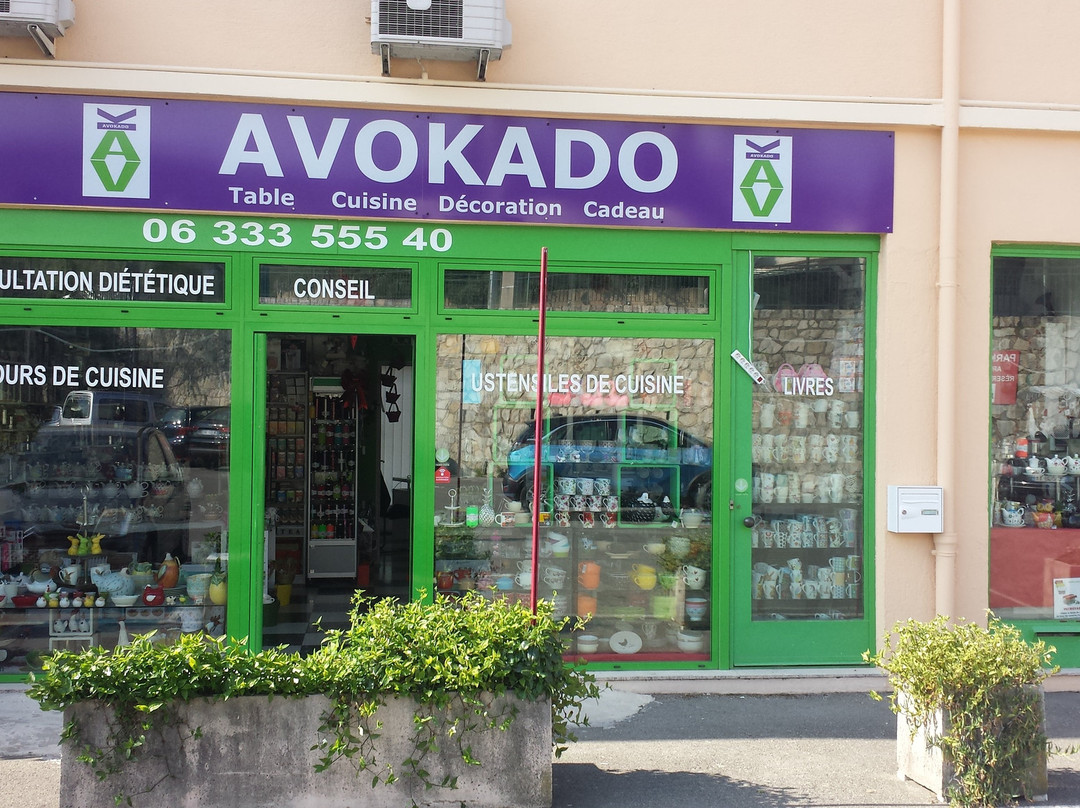 AVOKADO
AVOKADO
AVOKADO
Table Cuisine Décoration Cadeau
06 333 555 40
ULTATION DIÉTÉTIQUE
CONSEIL
OURS DE CUISINE
USTENSILES DE CUISINE
LIVRES